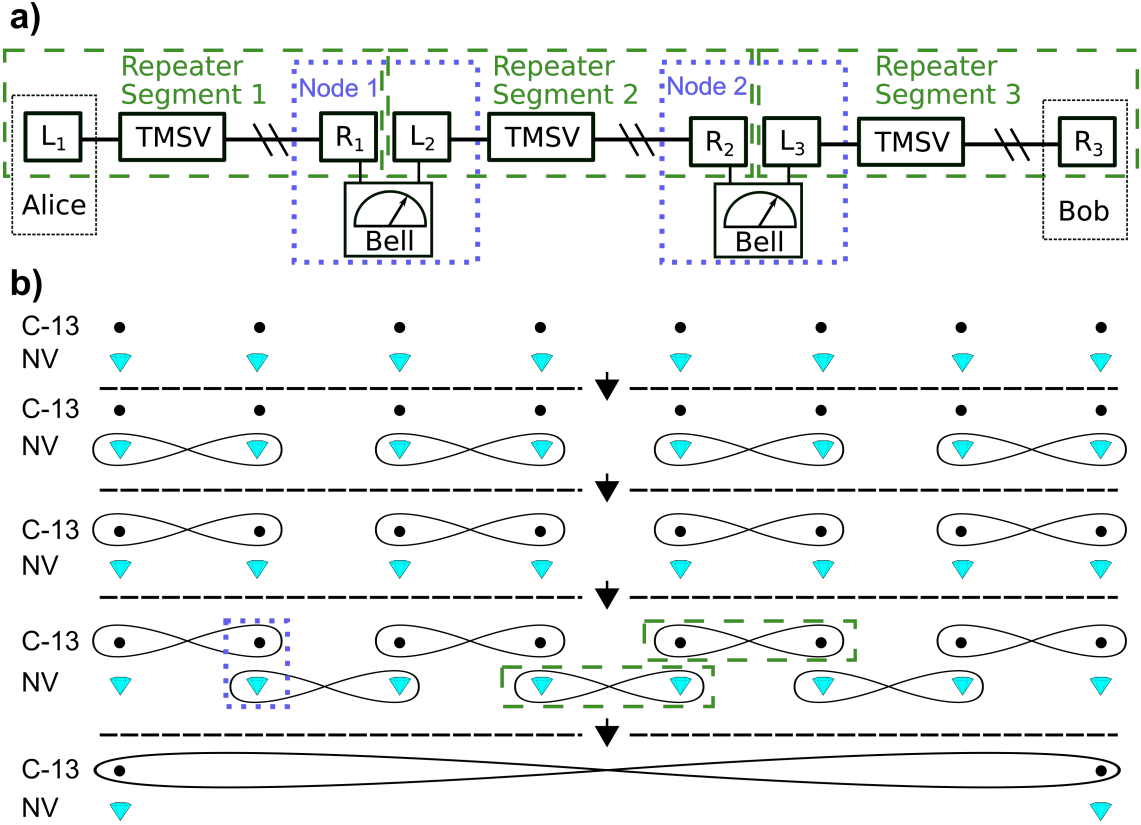 a)
Repeater
Segment 1
Node 1
Repeater
Segment 2
Node 2
Repeater
Segment 3
L1
TMSV
R1
L2
TMSV
R2
L3
TMSV
R3
Alice
Bell
Bell
Bob
b)
C-13
NV
C-13
NV
C-13
NV
C-13
NV
C-13
NV